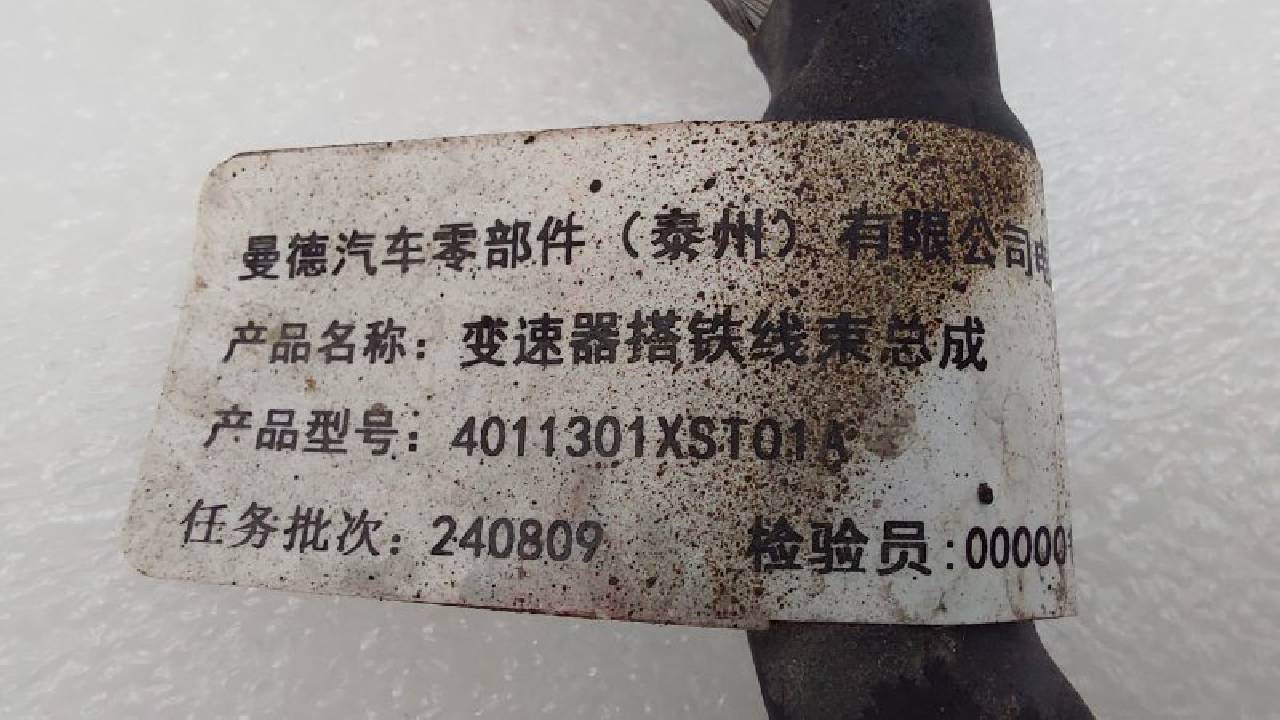 曼德汽车零部件（泰州）有限公司电
产品名称：变速器搭铁线束总成
产品型号：4011301XST01A
任务批次：240809 检验员:00000